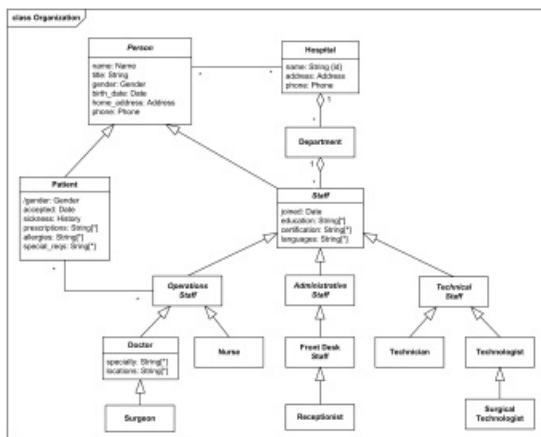 class Organization
Person
name: Name
title: String
gender: Gender
birth_date: Date
home_address: Address
phone: Phone
*
*
Hospital
name: String {id}
address: Address
phone: Phone
1
*
Department
1
*
Patient
/gender: Gender
accepted: Date
sickness: History
prescriptions: String[*]
allergies: String[*]
special_reqs: Sring[*]
*
*
Staff
joined: Date
education: String[*]
certification: String[*]
languages: String[*]
Operations
Staff
Administrative
Staff
Technical
Staff
Doctor
specialty: String[*]
locations: String[*]
Nurse
Front Desk
Staff
Technician
Technologist
Surgeon
Receptionist
Surgical
Technologist